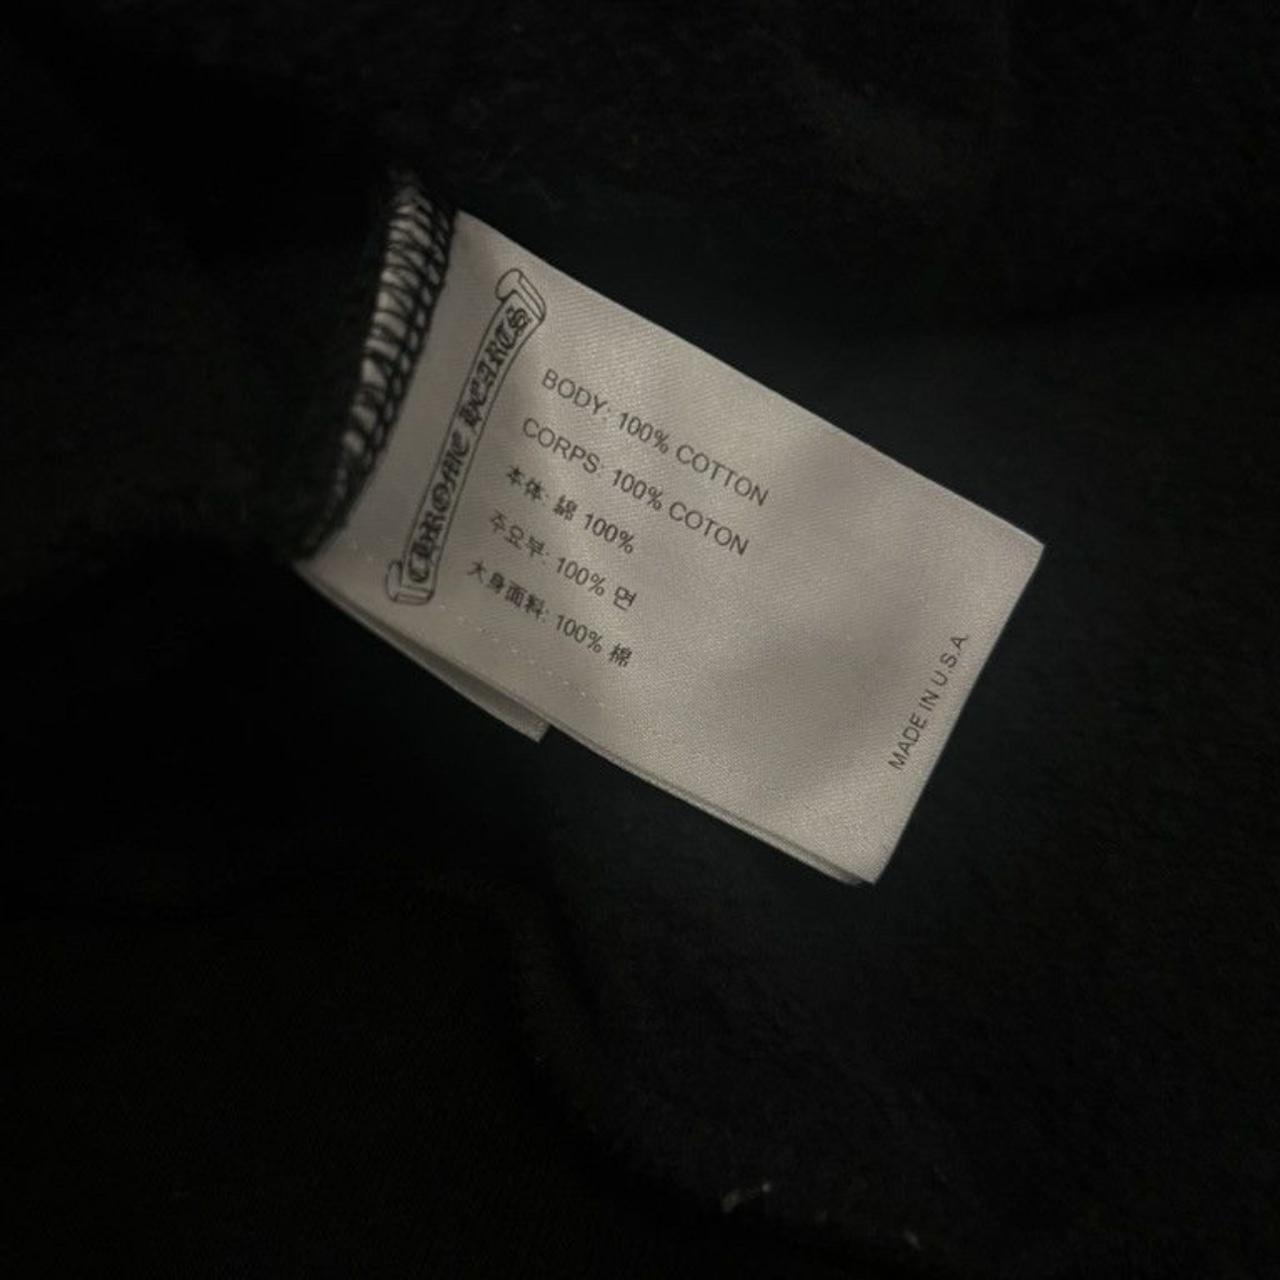 CHROME HEARTS
BODY: 100% COTTON
CORPS: 100% COTON
本体: 綿 100%
주요부: 100% 면
大身面料: 100% 棉
MADE IN U.S.A.